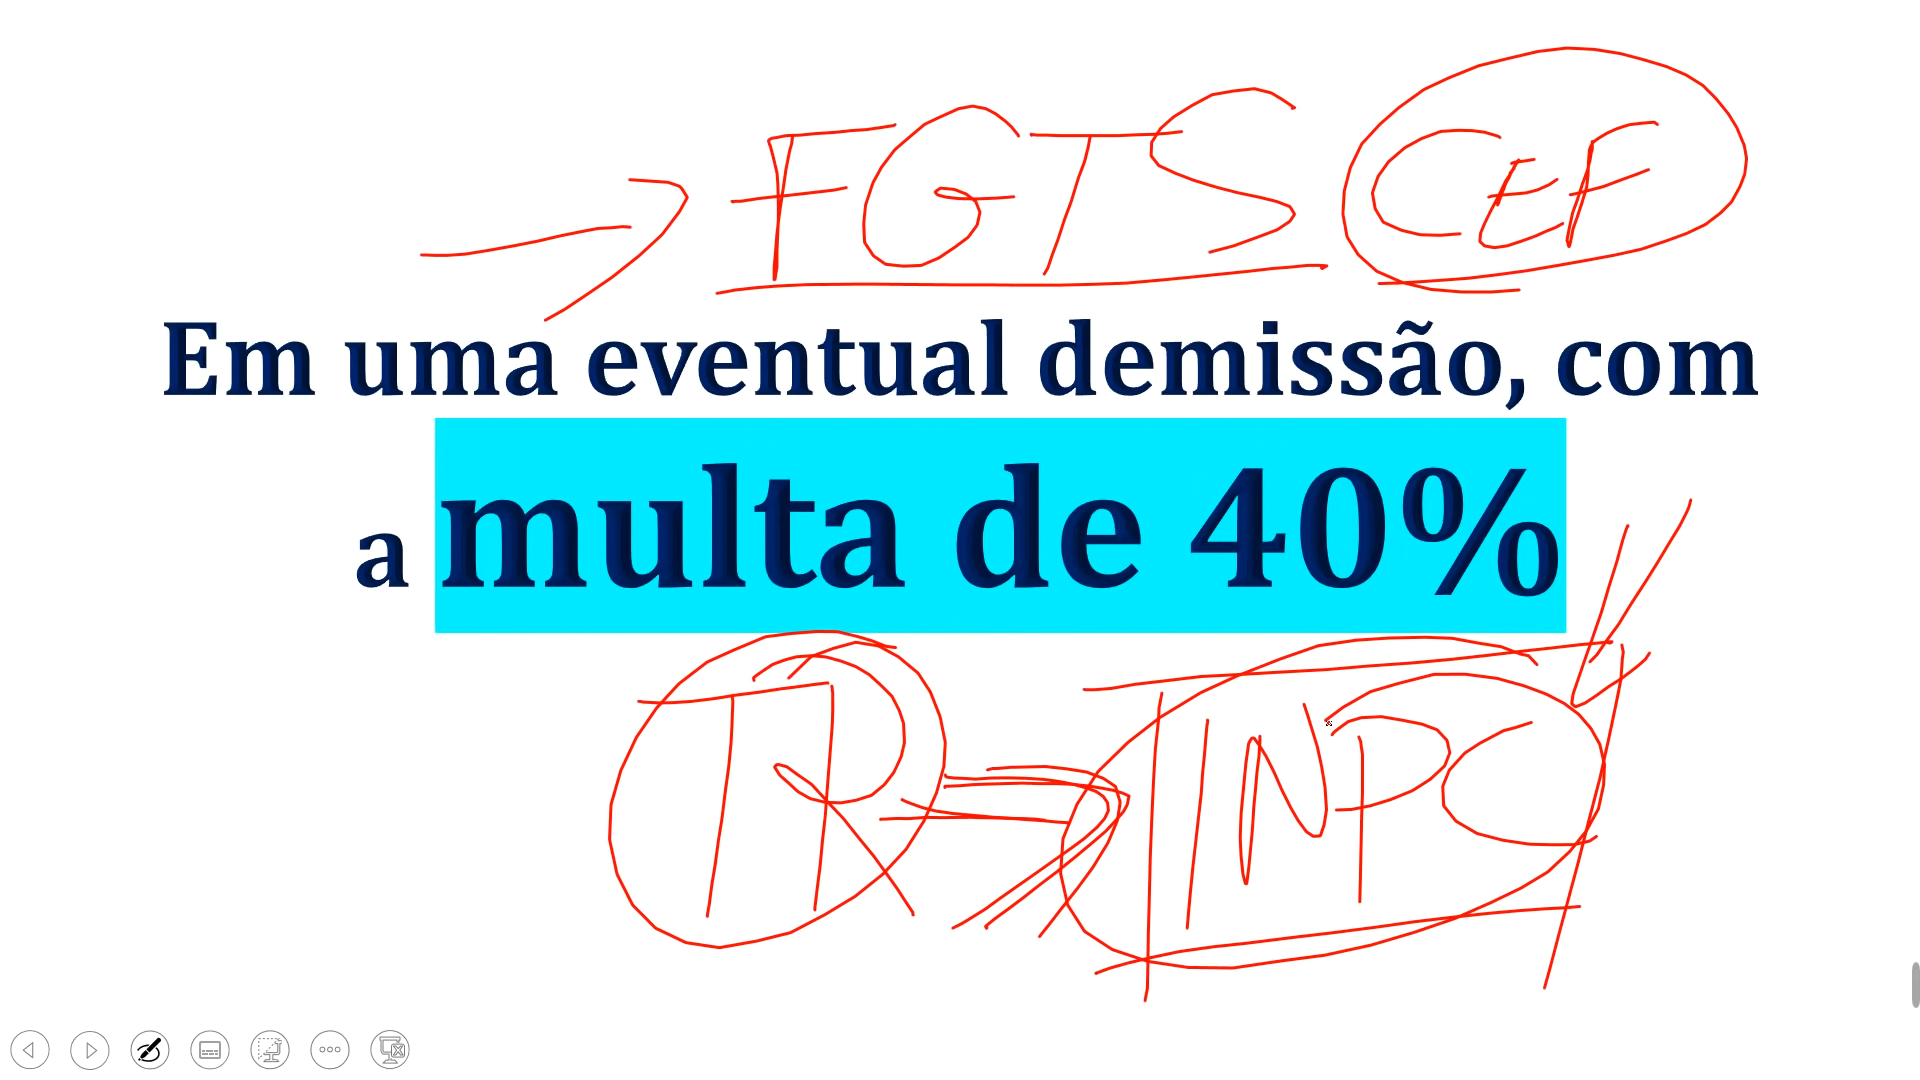 FGTS CEF
Em uma eventual demissão, com
a multa de 40%
TR INPC